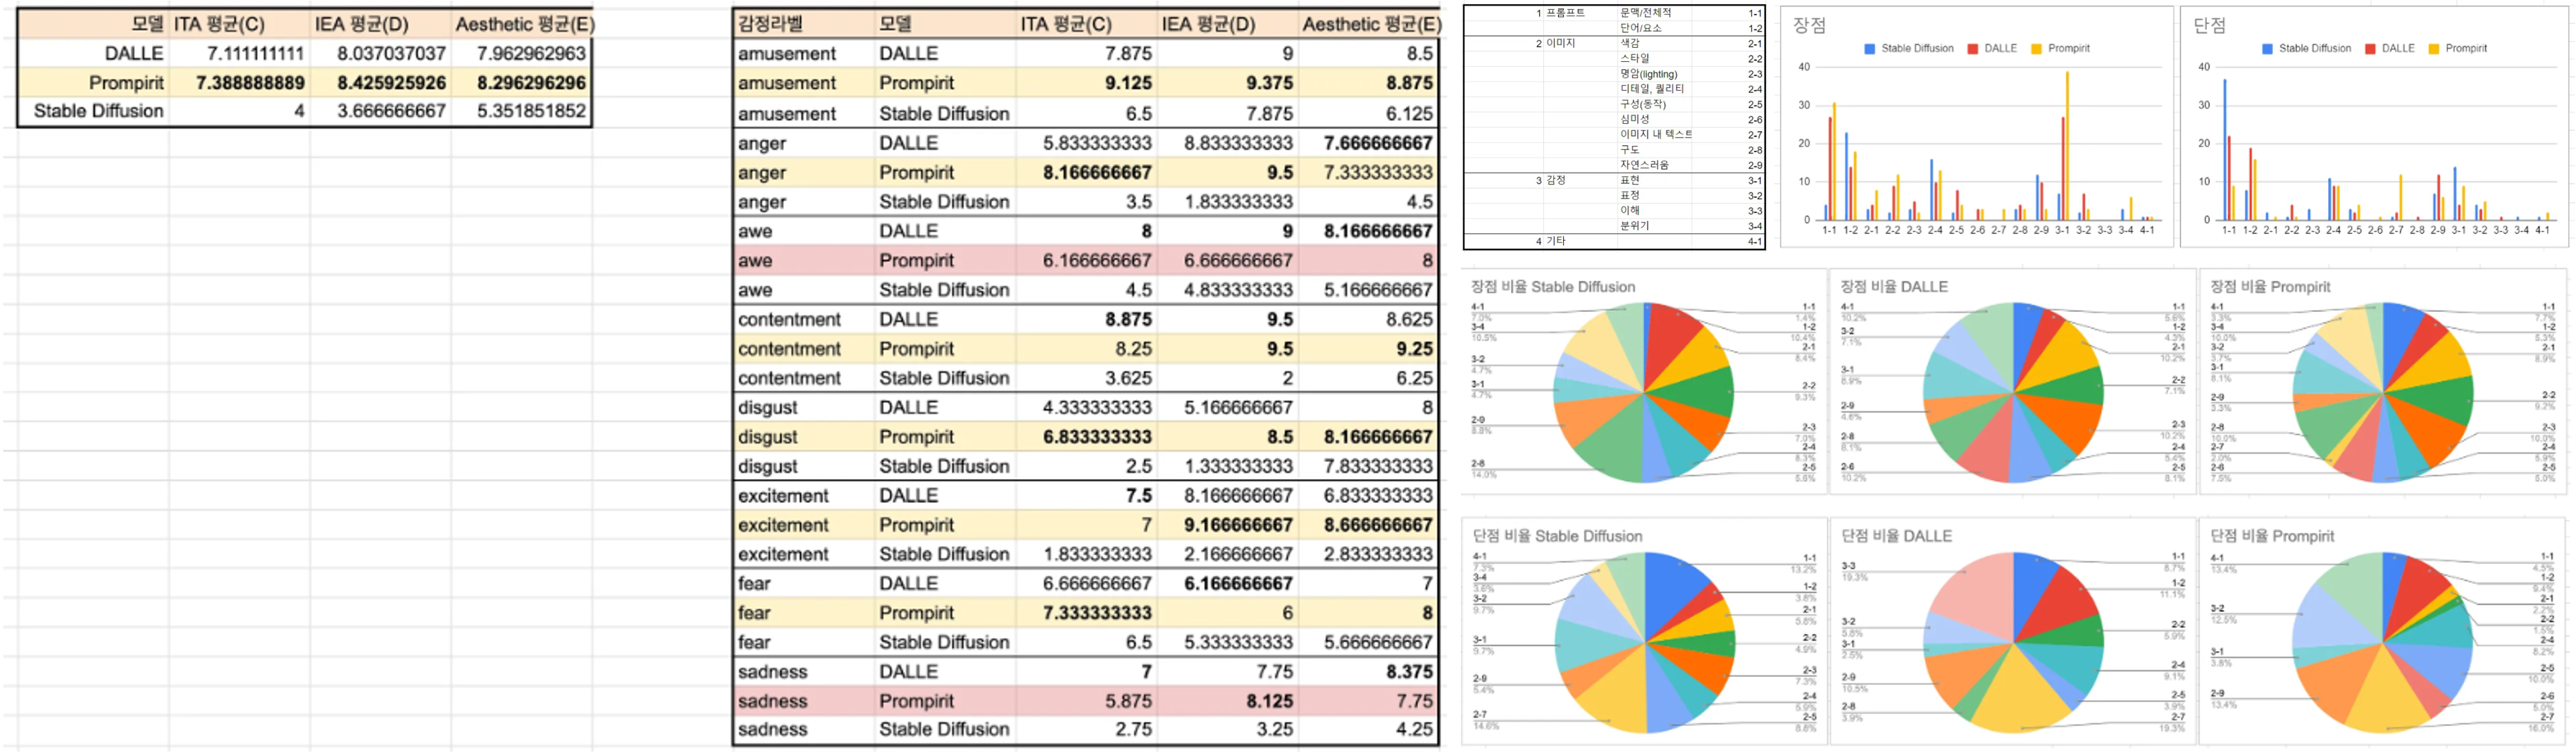 모델 ITA 평균(C) IEA 평균(D) Aesthetic 평균(E)
DALLE 7.111111111 8.037037037 7.962962963
Prompirit 7.388888889 8.425925926 8.296296296
Stable Diffusion 4 3.666666667 5.351851852
감정라벨 모델 ITA 평균(C) IEA 평균(D) Aesthetic 평균(E)
amusement DALLE 7.875 9 8.5
amusement Prompirit 9.125 9.375 8.875
amusement Stable Diffusion 6.5 7.875 6.125
anger DALLE 5.833333333 8.833333333 7.666666667
anger Prompirit 8.166666667 9.5 7.333333333
anger Stable Diffusion 3.5 1.833333333 4.5
awe DALLE 8 9 8.166666667
awe Prompirit 6.166666667 6.666666667 8
awe Stable Diffusion 4.5 4.833333333 5.166666667
contentment DALLE 8.875 9.5 8.625
contentment Prompirit 8.25 9.5 9.25
contentment Stable Diffusion 3.625 2 6.25
disgust DALLE 4.333333333 5.166666667 8
disgust Prompirit 6.833333333 8.5 8.166666667
disgust Stable Diffusion 2.5 1.333333333 7.833333333
excitement DALLE 7.5 8.166666667 6.833333333
excitement Prompirit 7 9.166666667 8.666666667
excitement Stable Diffusion 1.833333333 2.166666667 2.833333333
fear DALLE 6.666666667 6.166666667 7
fear Prompirit 7.333333333 6 8
fear Stable Diffusion 6.5 5.333333333 5.666666667
sadness DALLE 7 7.75 8.375
sadness Prompirit 5.875 8.125 7.75
sadness Stable Diffusion 2.75 3.25 4.25
1 프롬프트 문맥/전체적 1-1
단어/요소 1-2
2 이미지 색감 2-1
스타일 2-2
명암(lighting) 2-3
디테일, 퀄리티 2-4
구성(동작) 2-5
심미성 2-6
이미지 내 텍스트 2-7
구도 2-8
자연스러움 2-9
3 감정 표현 3-1
표정 3-2
이해 3-3
분위기 3-4
4 기타 4-1
장점
Stable Diffusion DALLE Prompirit
40
30
20
10
0
1-1 1-2 2-1 2-2 2-3 2-4 2-5 2-6 2-7 2-8 2-9 3-1 3-2 3-3 3-4 4-1
단점
Stable Diffusion DALLE Prompirit
40
30
20
10
0
1-1 1-2 2-1 2-2 2-3 2-4 2-5 2-6 2-7 2-8 2-9 3-1 3-2 3-3 3-4 4-1
장점 비율 Stable Diffusion
4-1
7.0%
3-4
10.5%
3-2
4.7%
3-1
4.7%
2-9
8.8%
2-8
14.0%
1-1
1.4%
1-2
10.4%
2-1
8.4%
2-2
9.3%
2-3
7.0%
2-4
8.3%
2-5
5.6%
장점 비율 DALLE
4-1
10.2%
3-2
7.1%
3-1
8.9%
2-9
4.6%
2-8
8.1%
2-6
10.2%
1-1
5.6%
1-2
4.3%
2-1
10.2%
2-2
7.1%
2-3
10.2%
2-4
5.4%
2-5
8.1%
장점 비율 Prompirit
4-1
3.3%
3-4
10.0%
3-2
3.7%
3-1
8.1%
2-9
3.3%
2-8
10.0%
2-7
2.0%
2-6
7.5%
1-1
7.7%
1-2
5.3%
2-1
8.9%
2-2
9.2%
2-3
10.0%
2-4
5.9%
2-5
5.0%
단점 비율 Stable Diffusion
4-1
7.3%
3-4
3.6%
3-2
9.7%
3-1
9.7%
2-9
5.4%
2-7
14.6%
1-1
13.2%
1-2
3.8%
2-1
5.8%
2-2
4.9%
2-3
7.3%
2-4
5.9%
2-5
8.8%
단점 비율 DALLE
3-3
19.3%
3-2
5.8%
3-1
2.5%
2-9
10.5%
2-8
3.9%
1-1
8.7%
1-2
11.1%
2-2
5.9%
2-4
9.1%
2-5
3.9%
2-7
19.3%
단점 비율 Prompirit
4-1
13.4%
3-2
12.5%
3-1
3.8%
2-9
13.4%
1-1
4.5%
1-2
9.4%
2-1
2.2%
2-2
1.5%
2-4
8.2%
2-5
10.0%
2-6
5.0%
2-7
16.0%